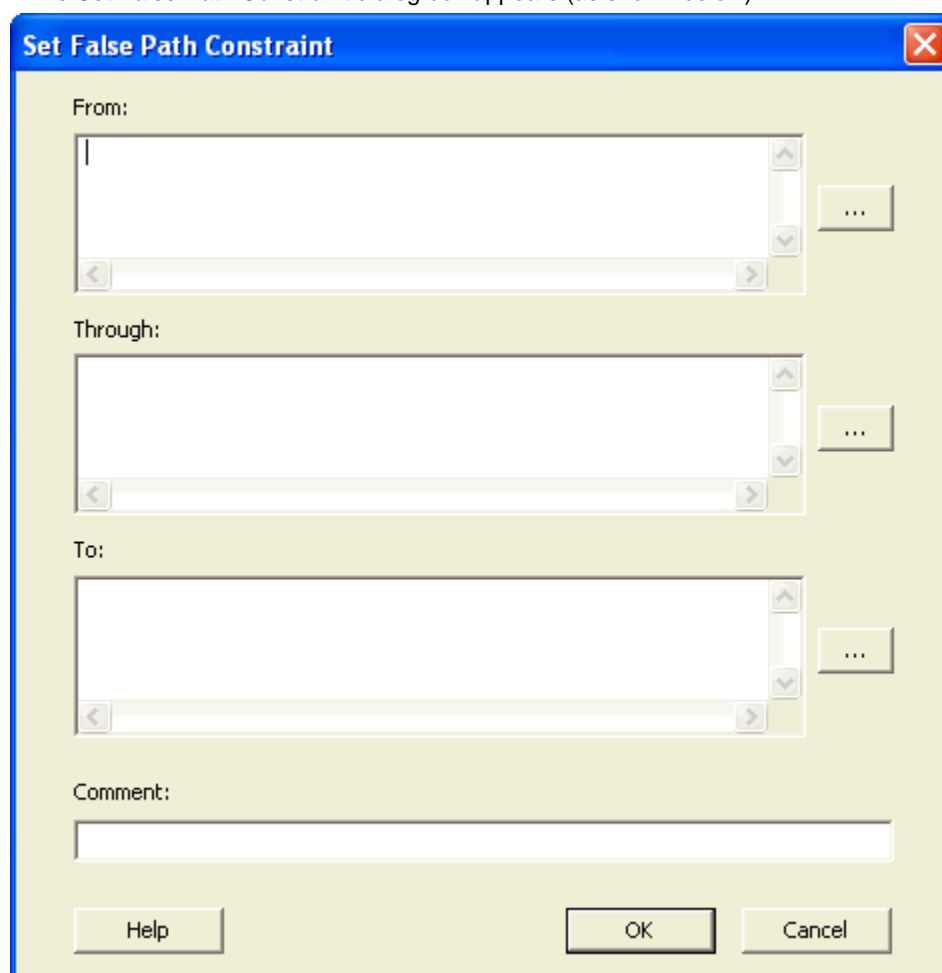 Set False Path Constraint
From:
...
Through:
...
To:
...
Comment:
Help
OK
Cancel